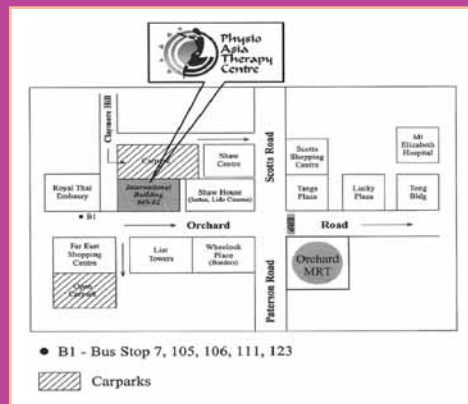 Physio
Asia
Therapy
Centre
Claymore Hill
Carpark
Shaw
Centre
Scotts Road
Scotts
Shopping
Centre
Mt
Elizabeth
Hospital
Royal Thai
Embassy
International
Building
Shaw House
(Isetan, Lido Cinema)
Tangs
Plaza
Lucky
Plaza
Tong
Bldg
B1
Orchard
Road
Far East
Shopping
Centre
Liat
Towers
Wheelock
Place
(Borders)
Paterson Road
Orchard
MRT
Open
Carpark
B1 - Bus Stop 7, 105, 106, 111, 123
Carparks